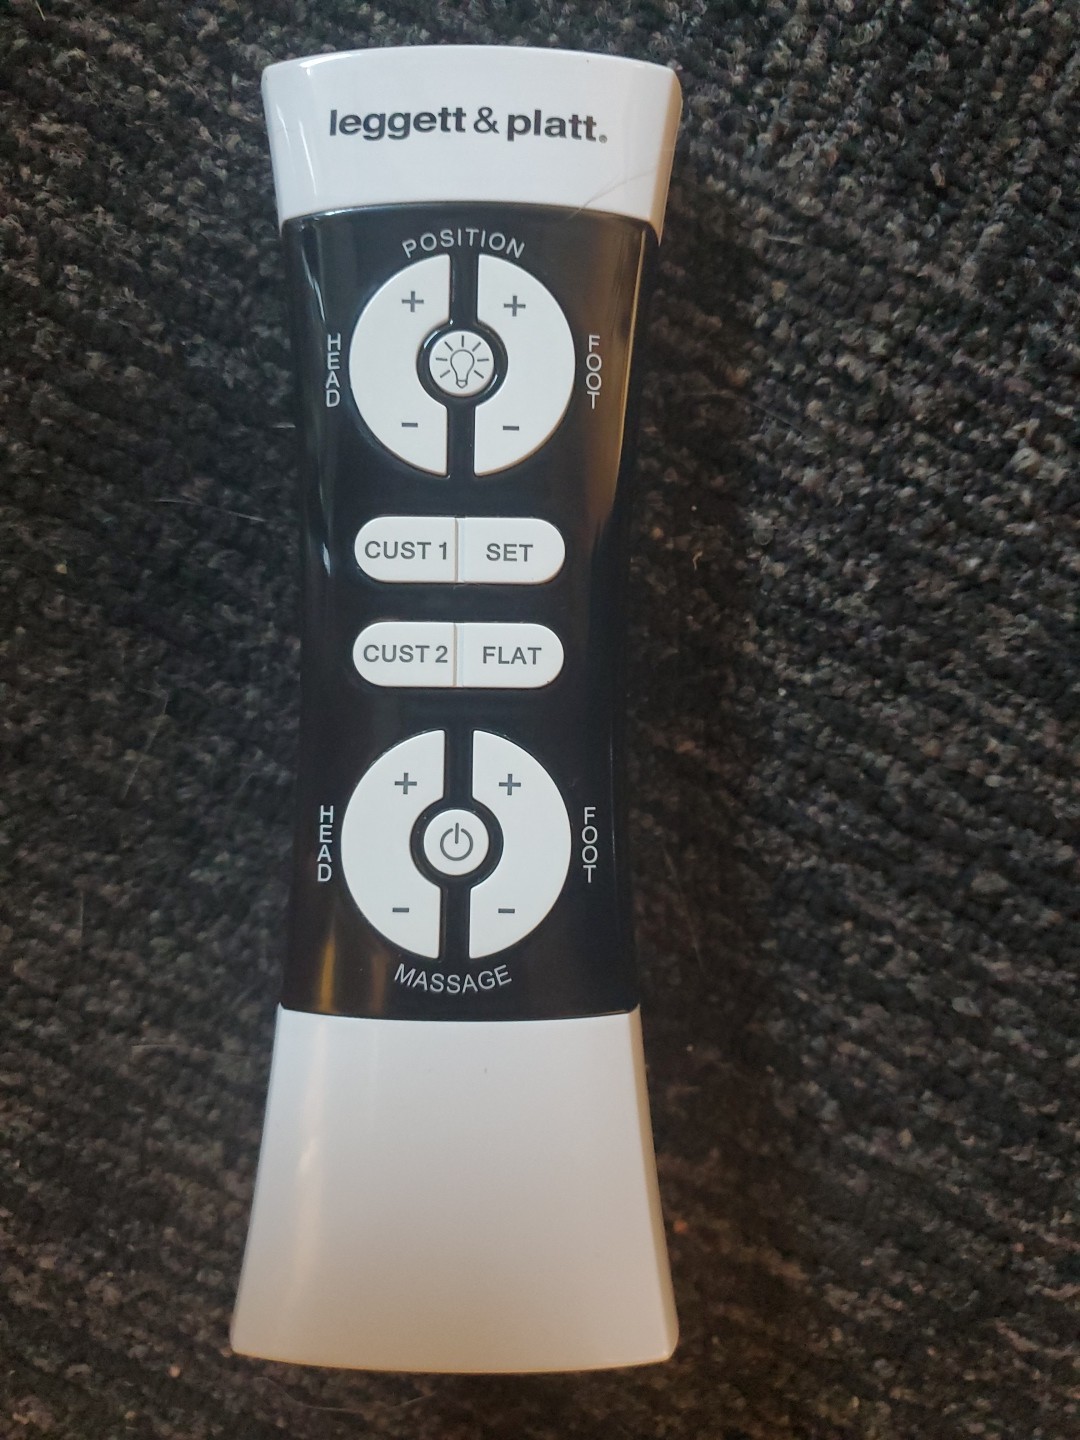 leggett & platt®
POSITION
HEAD
+
+
FOOT
-
-
CUST 1
SET
CUST 2
FLAT
HEAD
+
+
FOOT
-
-
MASSAGE